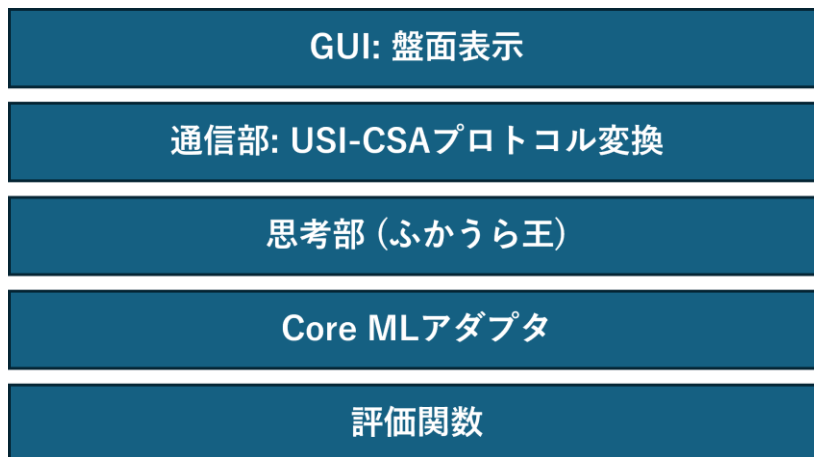 GUI: 盤面表示
通信部: USI-CSAプロトコル変換
思考部 (ふかうら王)
Core MLアダプタ
評価関数